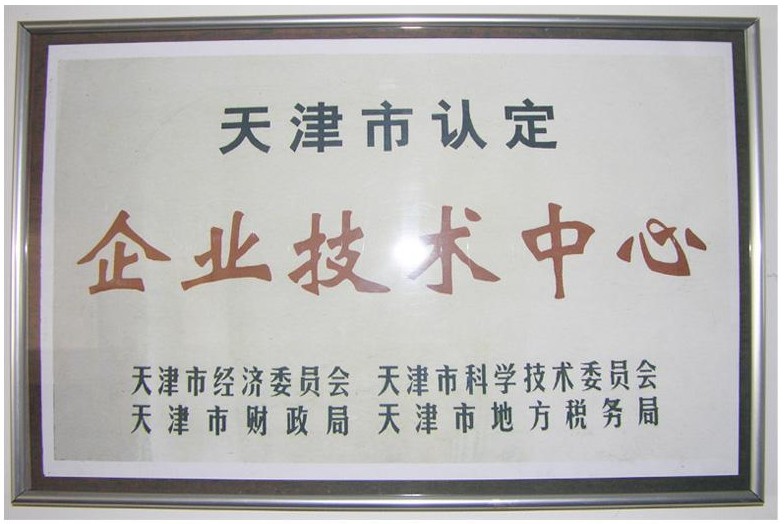 天津市认定
企业技术中心
天津市经济委员会 天津市科学技术委员会
天津市财政局 天津市地方税务局